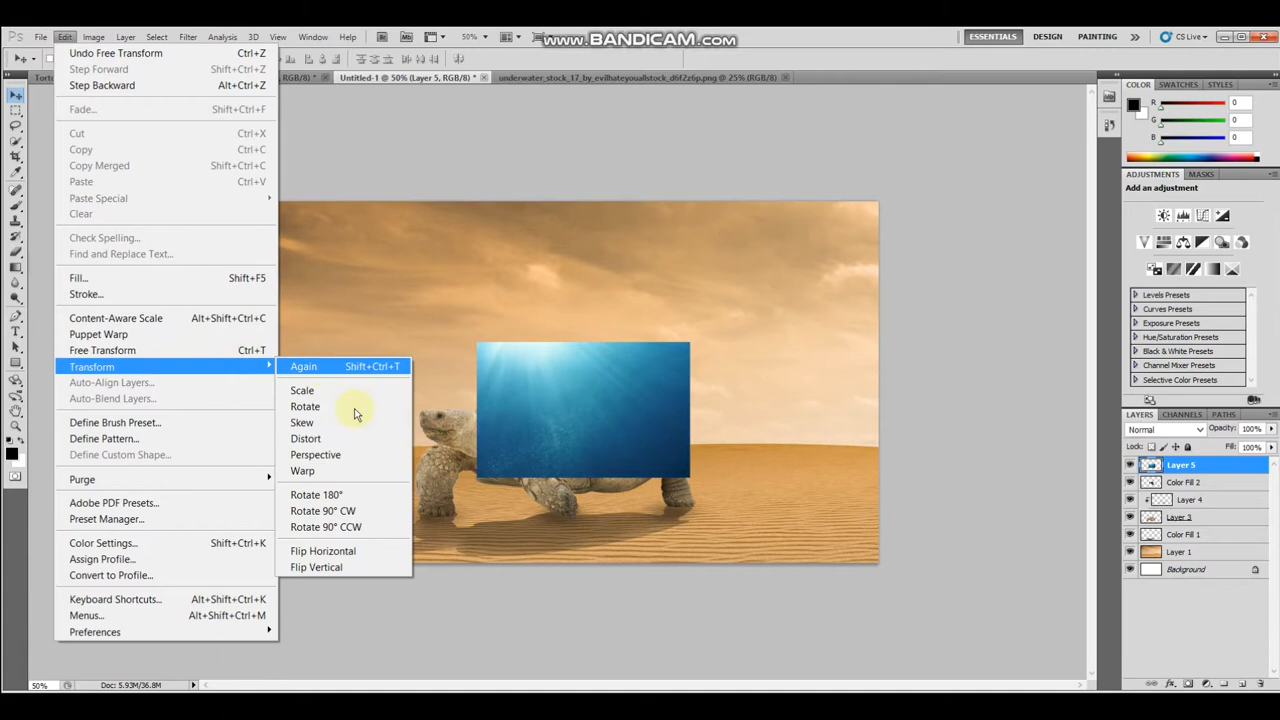 Ps File Edit Image Layer Select Filter Analysis 3D View Window Help Br Mb 50% www.BANDICAM.com ESSENTIALS DESIGN PAINTING CS Live
Tort
RGB/8) * Untitled-1 @ 50% (Layer 5, RGB/8) * underwater_stock_17_by_evilhateyouallstock_d6f2z6p.png @ 25% (RGB/8)
Undo Free Transform Ctrl+Z
Step Forward Shift+Ctrl+Z
Step Backward Alt+Ctrl+Z
Fade... Shift+Ctrl+F
Cut Ctrl+X
Copy Ctrl+C
Copy Merged Shift+Ctrl+C
Paste Ctrl+V
Paste Special
Clear
Check Spelling...
Find and Replace Text...
Fill... Shift+F5
Stroke...
Content-Aware Scale Alt+Shift+Ctrl+C
Puppet Warp
Free Transform Ctrl+T
Transform
Auto-Align Layers...
Auto-Blend Layers...
Define Brush Preset...
Define Pattern...
Define Custom Shape...
Purge
Adobe PDF Presets...
Preset Manager...
Color Settings... Shift+Ctrl+K
Assign Profile...
Convert to Profile...
Keyboard Shortcuts... Alt+Shift+Ctrl+K
Menus... Alt+Shift+Ctrl+M
Preferences
Again Shift+Ctrl+T
Scale
Rotate
Skew
Distort
Perspective
Warp
Rotate 180°
Rotate 90° CW
Rotate 90° CCW
Flip Horizontal
Flip Vertical
COLOR SWATCHES STYLES
R 0
G 0
B 0
ADJUSTMENTS MASKS
Add an adjustment
Levels Presets
Curves Presets
Exposure Presets
Hue/Saturation Presets
Black & White Presets
Channel Mixer Presets
Selective Color Presets
LAYERS CHANNELS PATHS
Normal Opacity: 100%
Lock: Fill: 100%
Layer 5
Color Fill 2
Layer 4
Layer 3
Color Fill 1
Layer 1
Background
50% Doc: 5.93M/36.8M